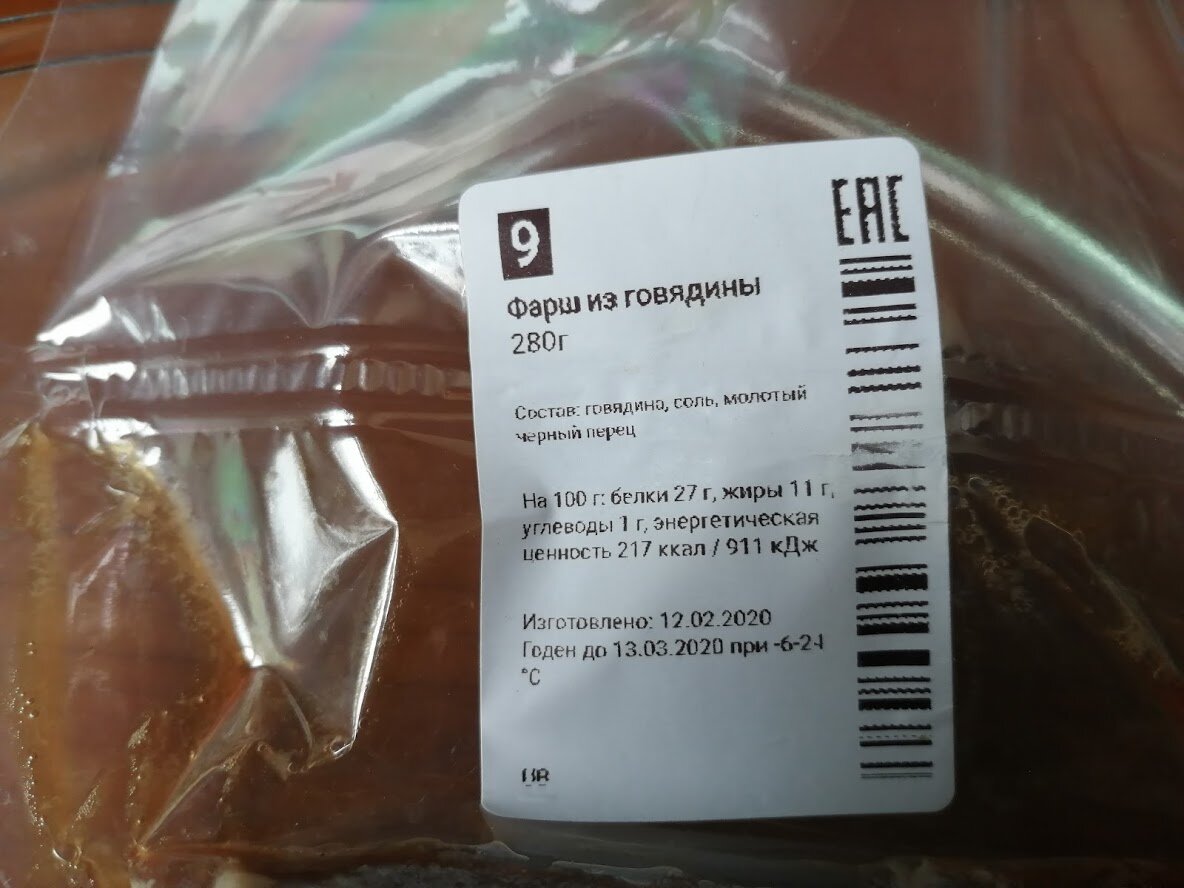 9
EAC
Фарш из говядины
280г
Состав: говядина, соль, молотый
черный перец
На 100 г: белки 27 г, жиры 11 г,
углеводы 1 г, энергетическая
ценность 217 ккал / 911 кДж
Изготовлено: 12.02.2020
Годен до 13.03.2020 при -6-24
°C